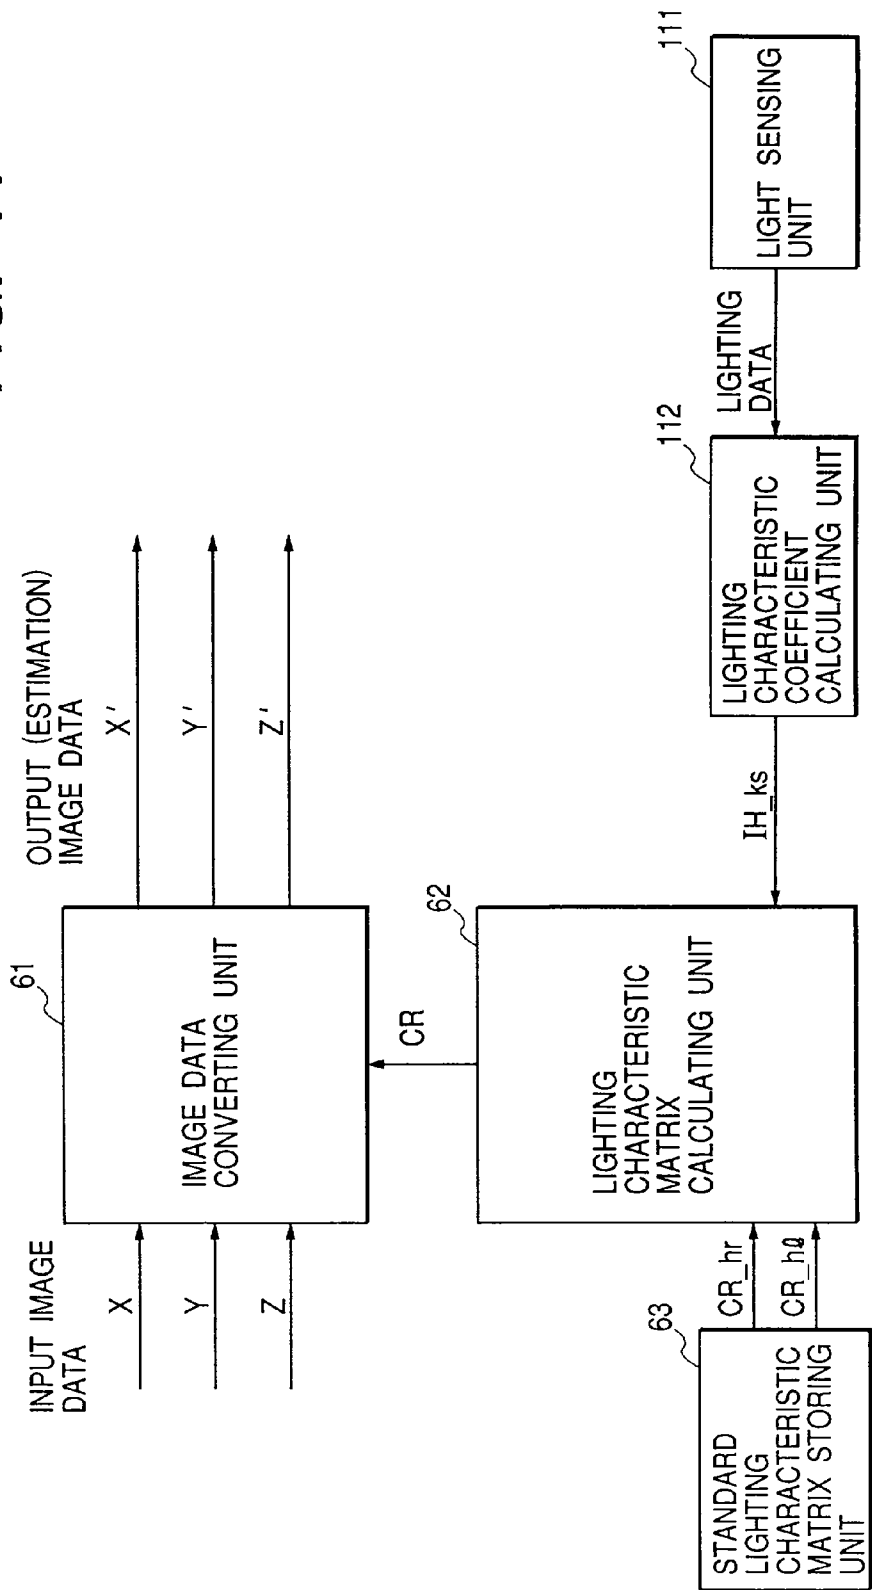 INPUT IMAGE
DATA
X
Y
Z
61
IMAGE DATA
CONVERTING UNIT
OUTPUT (ESTIMATION)
IMAGE DATA
X'
Y'
Z'
CR
62
LIGHTING
CHARACTERISTIC
MATRIX
CALCULATING UNIT
63
STANDARD
LIGHTING
CHARACTERISTIC
MATRIX STORING
UNIT
CR_hr
CR_hℓ
IH_ks
112
LIGHTING
CHARACTERISTIC
COEFFICIENT
CALCULATING UNIT
LIGHTING
DATA
111
LIGHT SENSING
UNIT